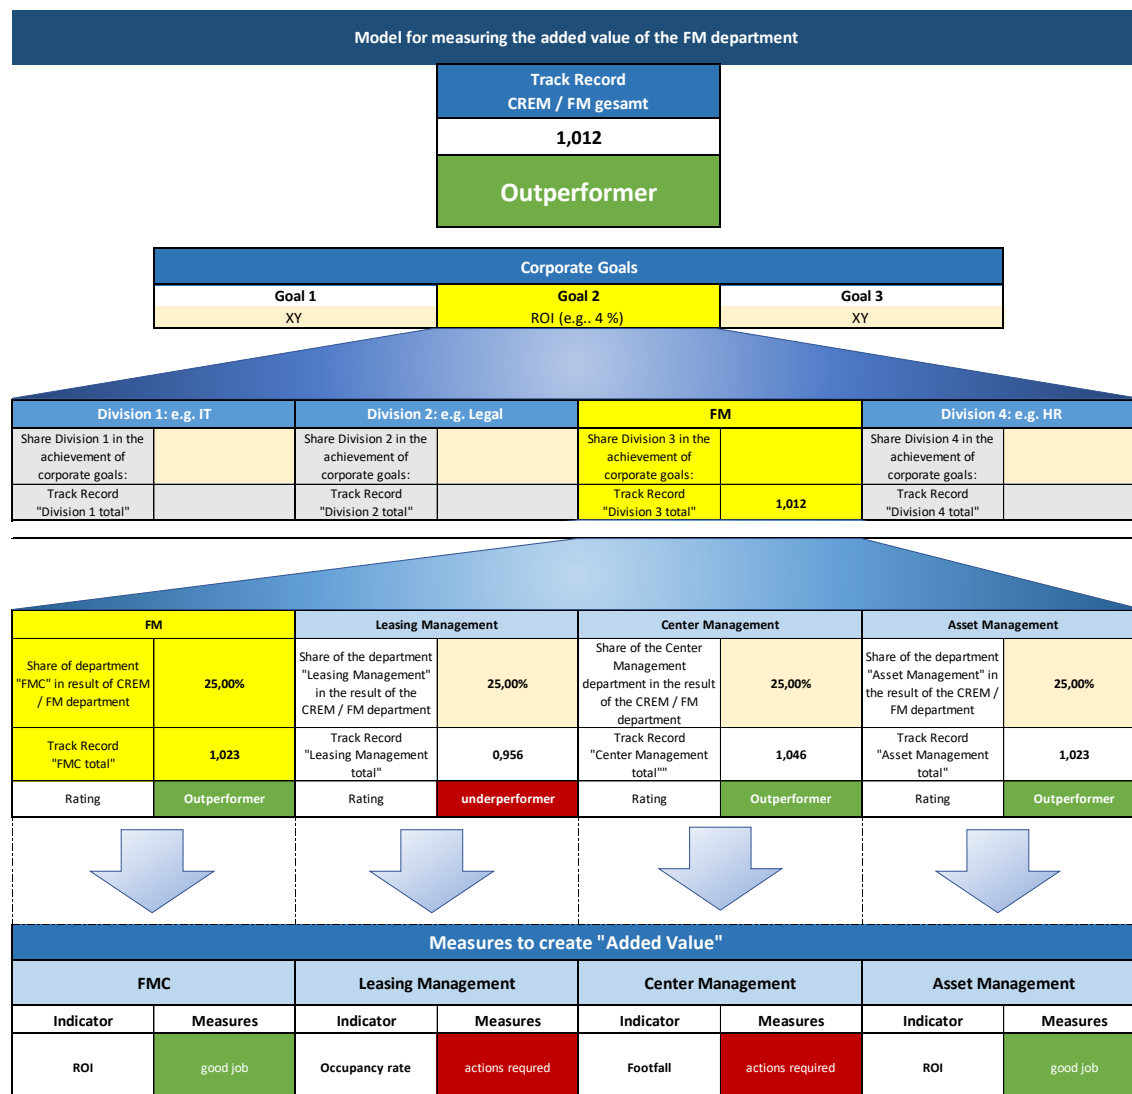 Model for measuring the added value of the FM department
Track Record
CREM / FM gesamt
1,012
Outperformer
Corporate Goals
Goal 1
Goal 2
Goal 3
XY
ROI (e.g.. 4 %)
XY
Division 1: e.g. IT
Division 2: e.g. Legal
FM
Division 4: e.g. HR
Share Division 1 in the
achievement of
corporate goals:
Share Division 2 in the
achievement of
corporate goals:
Share Division 3 in the
achievement of
corporate goals:
Share Division 4 in the
achievement of
corporate goals:
Track Record
"Division 1 total"
Track Record
"Division 2 total"
Track Record
"Division 3 total"
1,012
Track Record
"Division 4 total"
FM
Leasing Management
Center Management
Asset Management
Share of department
"FMC" in result of CREM
/ FM department
25,00%
Share of the department
"Leasing Management"
in the result of the
CREM / FM department
25,00%
Share of the Center
Management
department in the result
of the CREM / FM
department
25,00%
Share of the department
"Asset Management" in
the result of the CREM /
FM department
25,00%
Track Record
"FMC total"
1,023
Track Record
"Leasing Management
total"
0,956
Track Record
"Center Management
total""
1,046
Track Record
"Asset Management
total"
1,023
Rating
Outperformer
Rating
underperformer
Rating
Outperformer
Rating
Outperformer
Measures to create "Added Value"
FMC
Leasing Management
Center Management
Asset Management
Indicator
Measures
Indicator
Measures
Indicator
Measures
Indicator
Measures
ROI
good job
Occupancy rate
actions requred
Footfall
actions required
ROI
good job